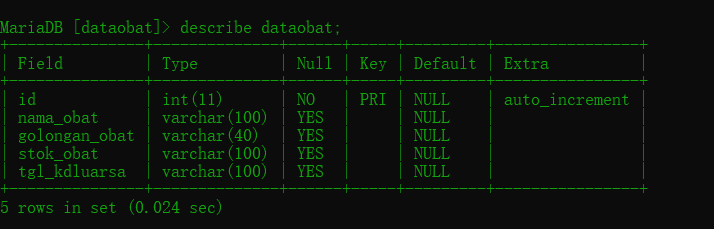 MariaDB [dataobat]> describe dataobat;
+---------------+--------------+------+-----+---------+----------------+
| Field         | Type         | Null | Key | Default | Extra          |
+---------------+--------------+------+-----+---------+----------------+
| id            | int(11)      | NO   | PRI | NULL    | auto_increment |
| nama_obat     | varchar(100) | YES  |     | NULL    |                |
| golongan_obat | varchar(40)  | YES  |     | NULL    |                |
| stok_obat     | varchar(100) | YES  |     | NULL    |                |
| tgl_kdluarsa  | varchar(100) | YES  |     | NULL    |                |
+---------------+--------------+------+-----+---------+----------------+
5 rows in set (0.024 sec)